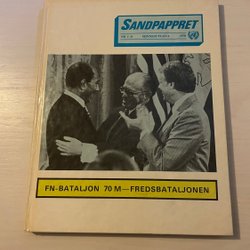 SANDPAPPRET
FN-BATALJON 70 M—FREDSBATALJONEN